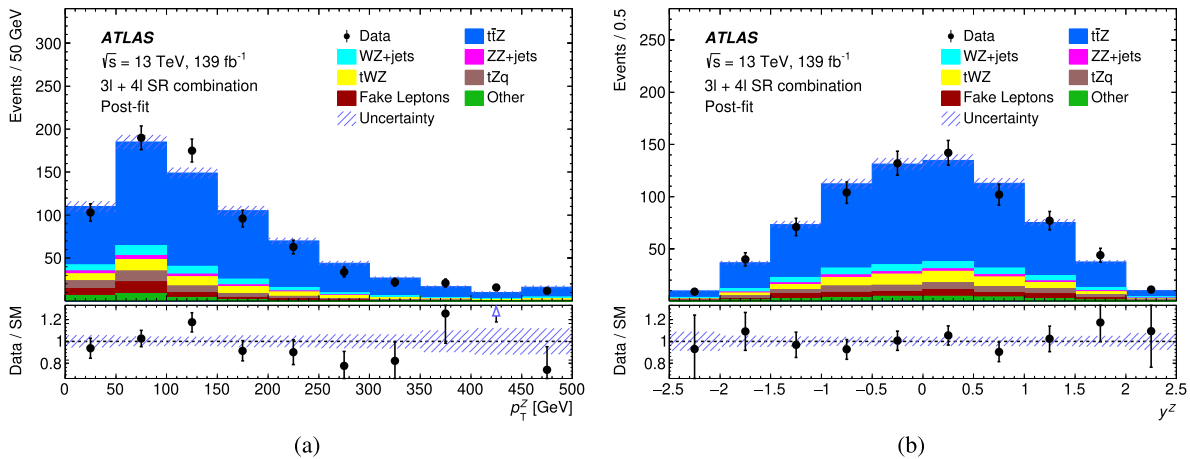 Events / 50 GeV
300
250
200
150
100
50
ATLAS
√s = 13 TeV, 139 fb⁻¹
3l + 4l SR combination
Post-fit
Data
tt̄Z
WZ+jets
ZZ+jets
tWZ
tZq
Fake Leptons
Other
Uncertainty
Data / SM
1.2
1
0.8
0 50 100 150 200 250 300 350 400 450 500
p_T^Z [GeV]
(a)
Events / 0.5
250
200
150
100
50
ATLAS
√s = 13 TeV, 139 fb⁻¹
3l + 4l SR combination
Post-fit
Data
tt̄Z
WZ+jets
ZZ+jets
tWZ
tZq
Fake Leptons
Other
Uncertainty
Data / SM
1.2
1
0.8
−2.5 −2 −1.5 −1 −0.5 0 0.5 1 1.5 2 2.5
y^Z
(b)